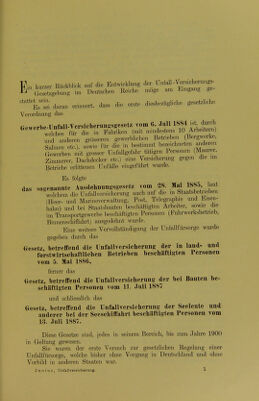 Ein kurzer Rückblick auf die Entwicklung der Unfall-Versicherungs-
Gesetzgebung im Deutschen Reiche möge am Eingang ge-
stattet sein.
Es sei daran erinnert, dass die erste diesbezügliche gesetzliche
Verordnung das
Gewerbe-Unfall-Versicherungsgesetz vom 6. Juli 1884 ist, durch
welches für die in Fabriken (mit mindestens 10 Arbeitern)
und anderen grösseren gewerblichen Betrieben (Bergwerke,
Salinen etc.), sowie für die in bestimmt bezeichneten anderen
Gewerben mit grosser Unfallgefahr tätigen Personen (Maurer,
Zimmerer, Dachdecker etc.) eine Versicherung gegen die im
Betriebe erlittenen Unfälle eingeführt wurde.
Es folgte
das sogenannte Ausdehnungsgesetz vom 28. Mai 1885, laut
welchem die Unfallversicherung auch auf die in Staatsbetrieben
(Heer- und Marineverwaltung, Post, Telegraphie und Eisen-
bahn) und bei Staatsbauten beschäftigten Arbeiter, sowie die
im Transportgewerbe beschäftigten Personen (Fuhrwerksbetrieb,
Binnenschiffahrt) ausgedehnt wurde.
Eine weitere Vervollständigung der Unfallfürsorge wurde
gegeben durch das
Gesetz, betreffend die Unfallversicherung der in land- und
forstwirtschaftlichen Betrieben beschäftigten Personen
vom 5. Mai 1886,
ferner das
Gesetz, betreffend die Unfallversicherung der bei Bauten be-
schäftigten Personen vom 11. Juli 1887
und schliesslich das
Gesetz, betreffend die Unfallversicherung der Seeleute und
anderer bei der Seeschiffahrt beschäftigten Personen vom
13. Juli 1887.
Diese Gesetze sind, jedes in seinem Bereich, bis zum Jahre 1900
in Geltung gewesen.
Sie waren der erste Versuch zur gesetzlichen Regelung einer
Unfallfürsorge, welche bisher ohne Vorgang in Deutschland und ohne
Vorbild in anderen Staaten war.
Unfallversicherung. 1